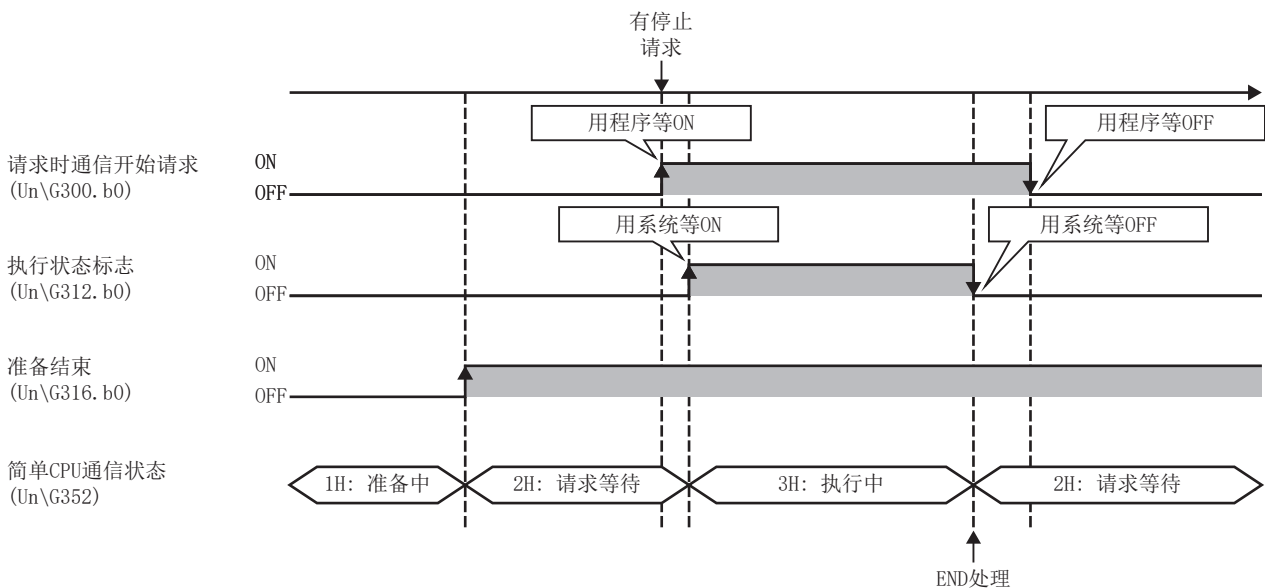 有停止
请求
用程序等ON
用程序等OFF
请求时通信开始请求
(Un\G300.b0)
ON
OFF
用系统等ON
用系统等OFF
执行状态标志
(Un\G312.b0)
ON
OFF
准备结束
(Un\G316.b0)
ON
OFF
简单CPU通信状态
(Un\G352)
1H: 准备中
2H: 请求等待
3H: 执行中
2H: 请求等待
END处理